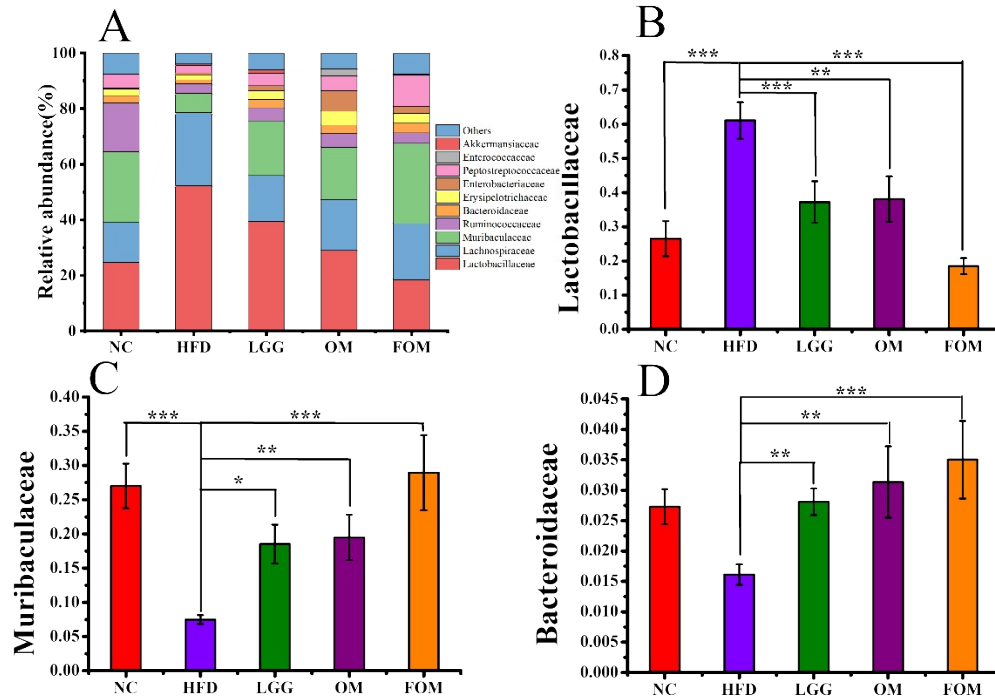 A
Relative abundance(%)
100
80
60
40
20
0
NC HFD LGG OM FOM
Others
Akkermansiaceae
Enterococcaceae
Peptostreptococcaceae
Enterobacteriaceae
Erysipelotrichaceae
Bacteroidaceae
Ruminococcaceae
Muribaculaceae
Lachnospiraceae
Lactobacillaceae
B
Lactobacullaceae
0.8
0.7
0.6
0.5
0.4
0.3
0.2
0.1
0.0
*** ***
**
***
NC HFD LGG OM FOM
C
Muribaculaceae
0.40
0.35
0.30
0.25
0.20
0.15
0.10
0.05
0.00
*** ***
**
*
NC HFD LGG OM FOM
D
Bacteroidaceae
0.045
0.040
0.035
0.030
0.025
0.020
0.015
0.010
0.005
0.000
***
**
**
NC HFD LGG OM FOM